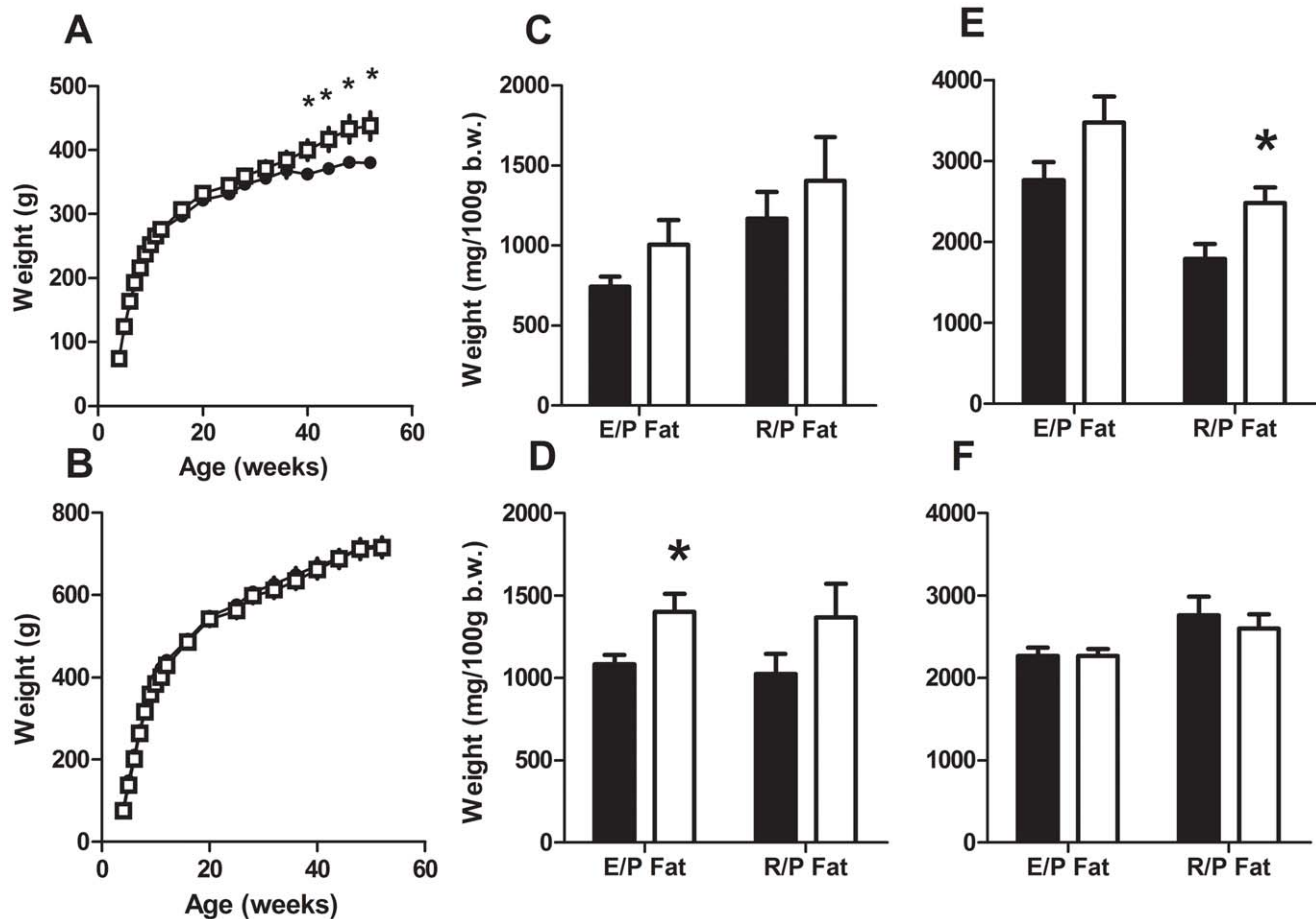 A
Weight (g)
500
400
300
200
100
0
* * * *
0 20 40 60
Age (weeks)
B
Weight (g)
800
600
400
200
0
0 20 40 60
Age (weeks)
C
Weight (mg/100g b.w.)
2000
1500
1000
500
0
E/P Fat R/P Fat
D
Weight (mg/100g b.w.)
2000
1500
1000
500
0
*
E/P Fat R/P Fat
E
4000
3000
2000
1000
0
*
E/P Fat R/P Fat
F
4000
3000
2000
1000
0
E/P Fat R/P Fat